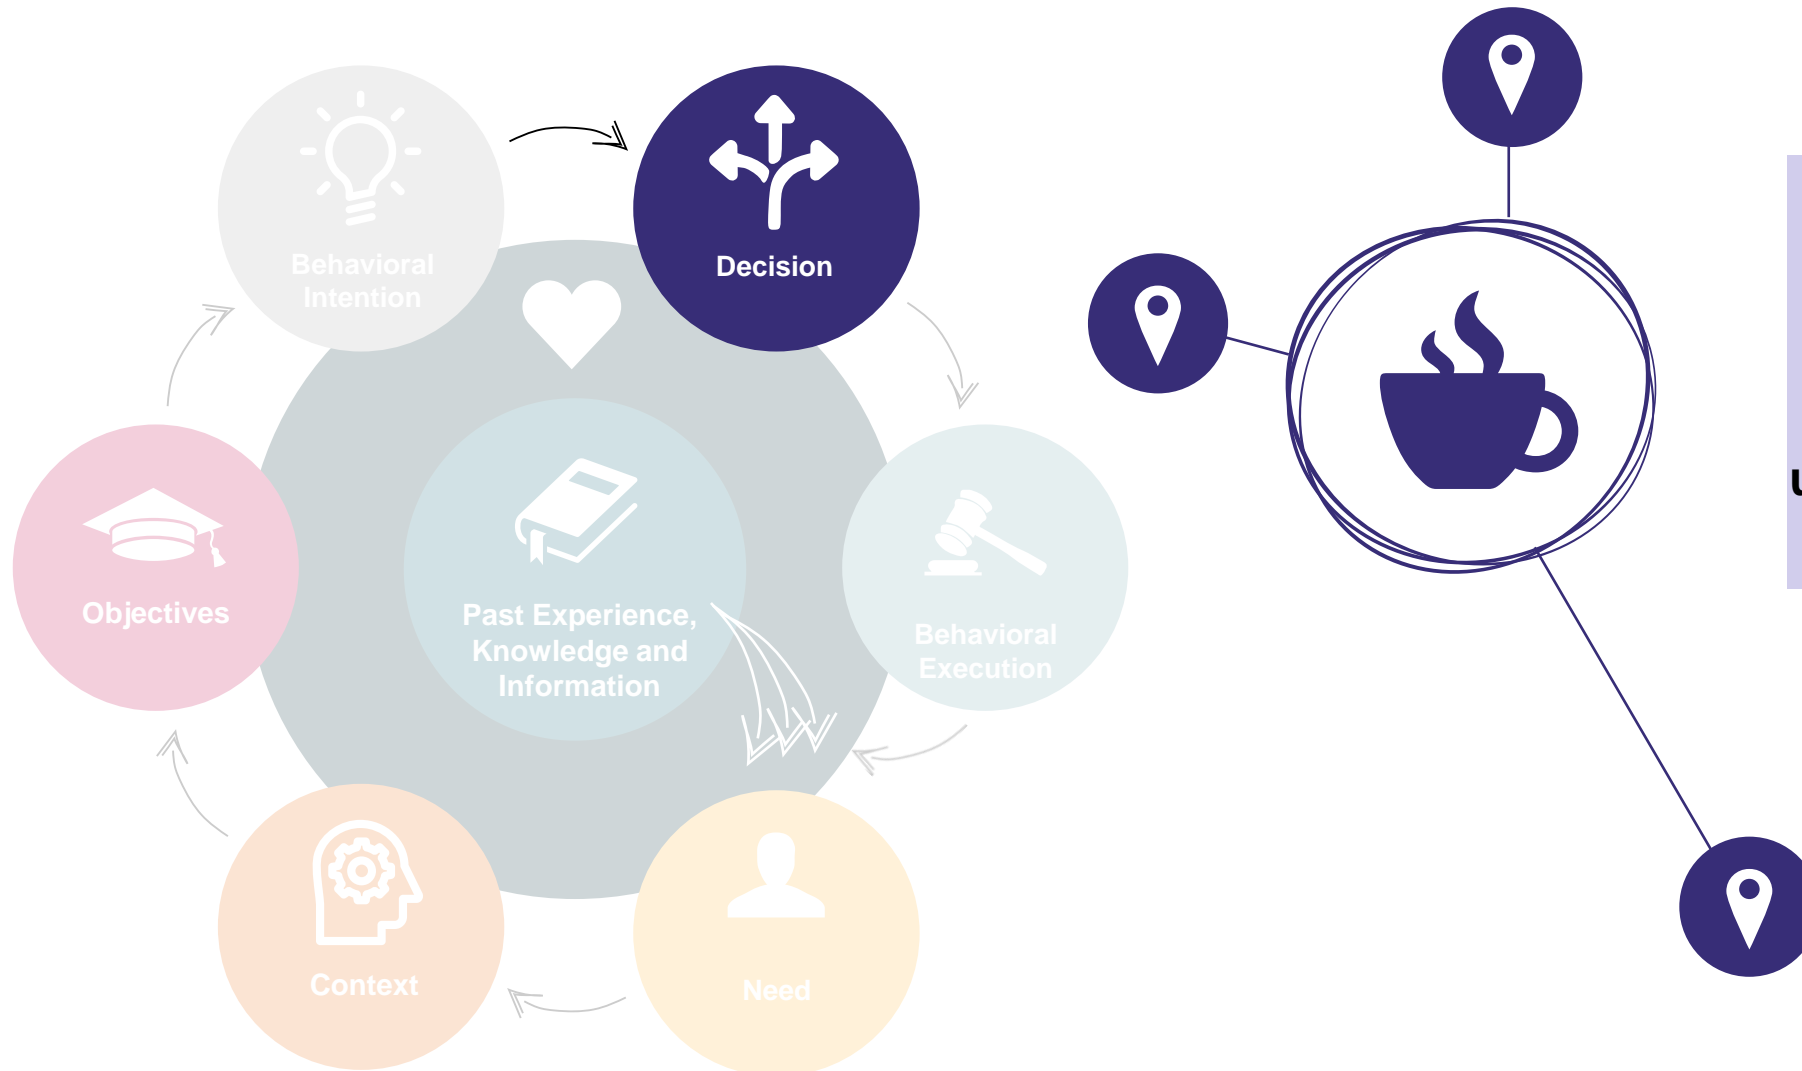 Behavioral
Intention
Decision
Objectives
Past Experience,
Knowledge and
Information
Behavioral
Execution
Context
Need